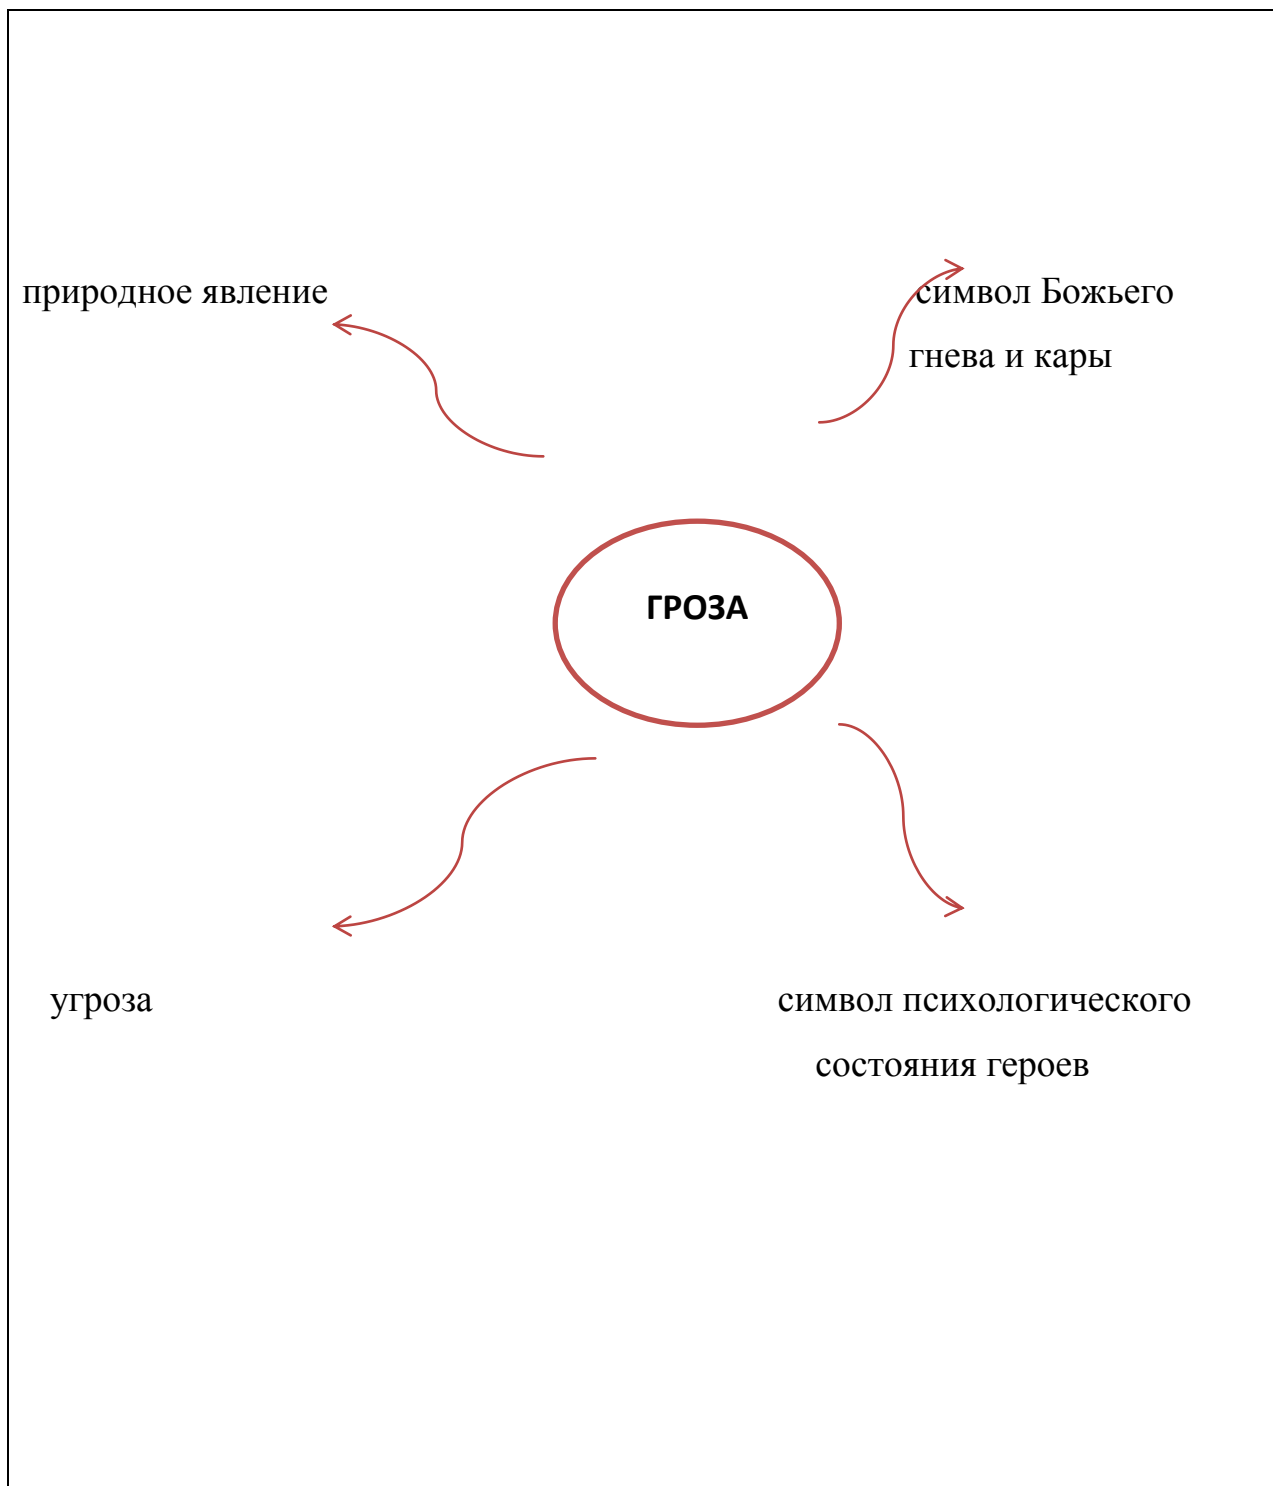 природное явление
символ Божьего
гнева и кары
ГРОЗА
угроза
символ психологического
состояния героев